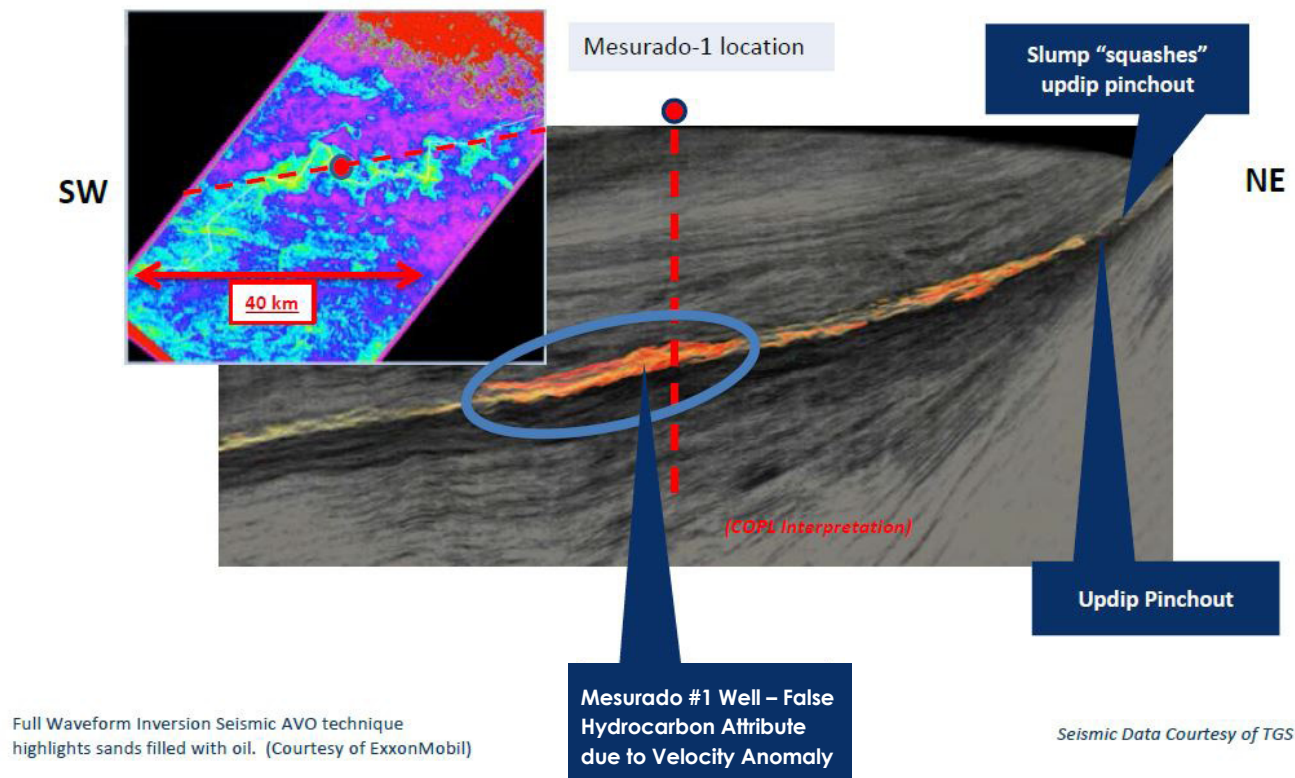 Mesurado-1 location
Slump “squashes”
updip pinchout
SW
NE
40 km
(COPL Interpretation)
Updip Pinchout
Mesurado #1 Well – False
Hydrocarbon Attribute
due to Velocity Anomaly
Full Waveform Inversion Seismic AVO technique
highlights sands filled with oil. (Courtesy of ExxonMobil)
Seismic Data Courtesy of TGS